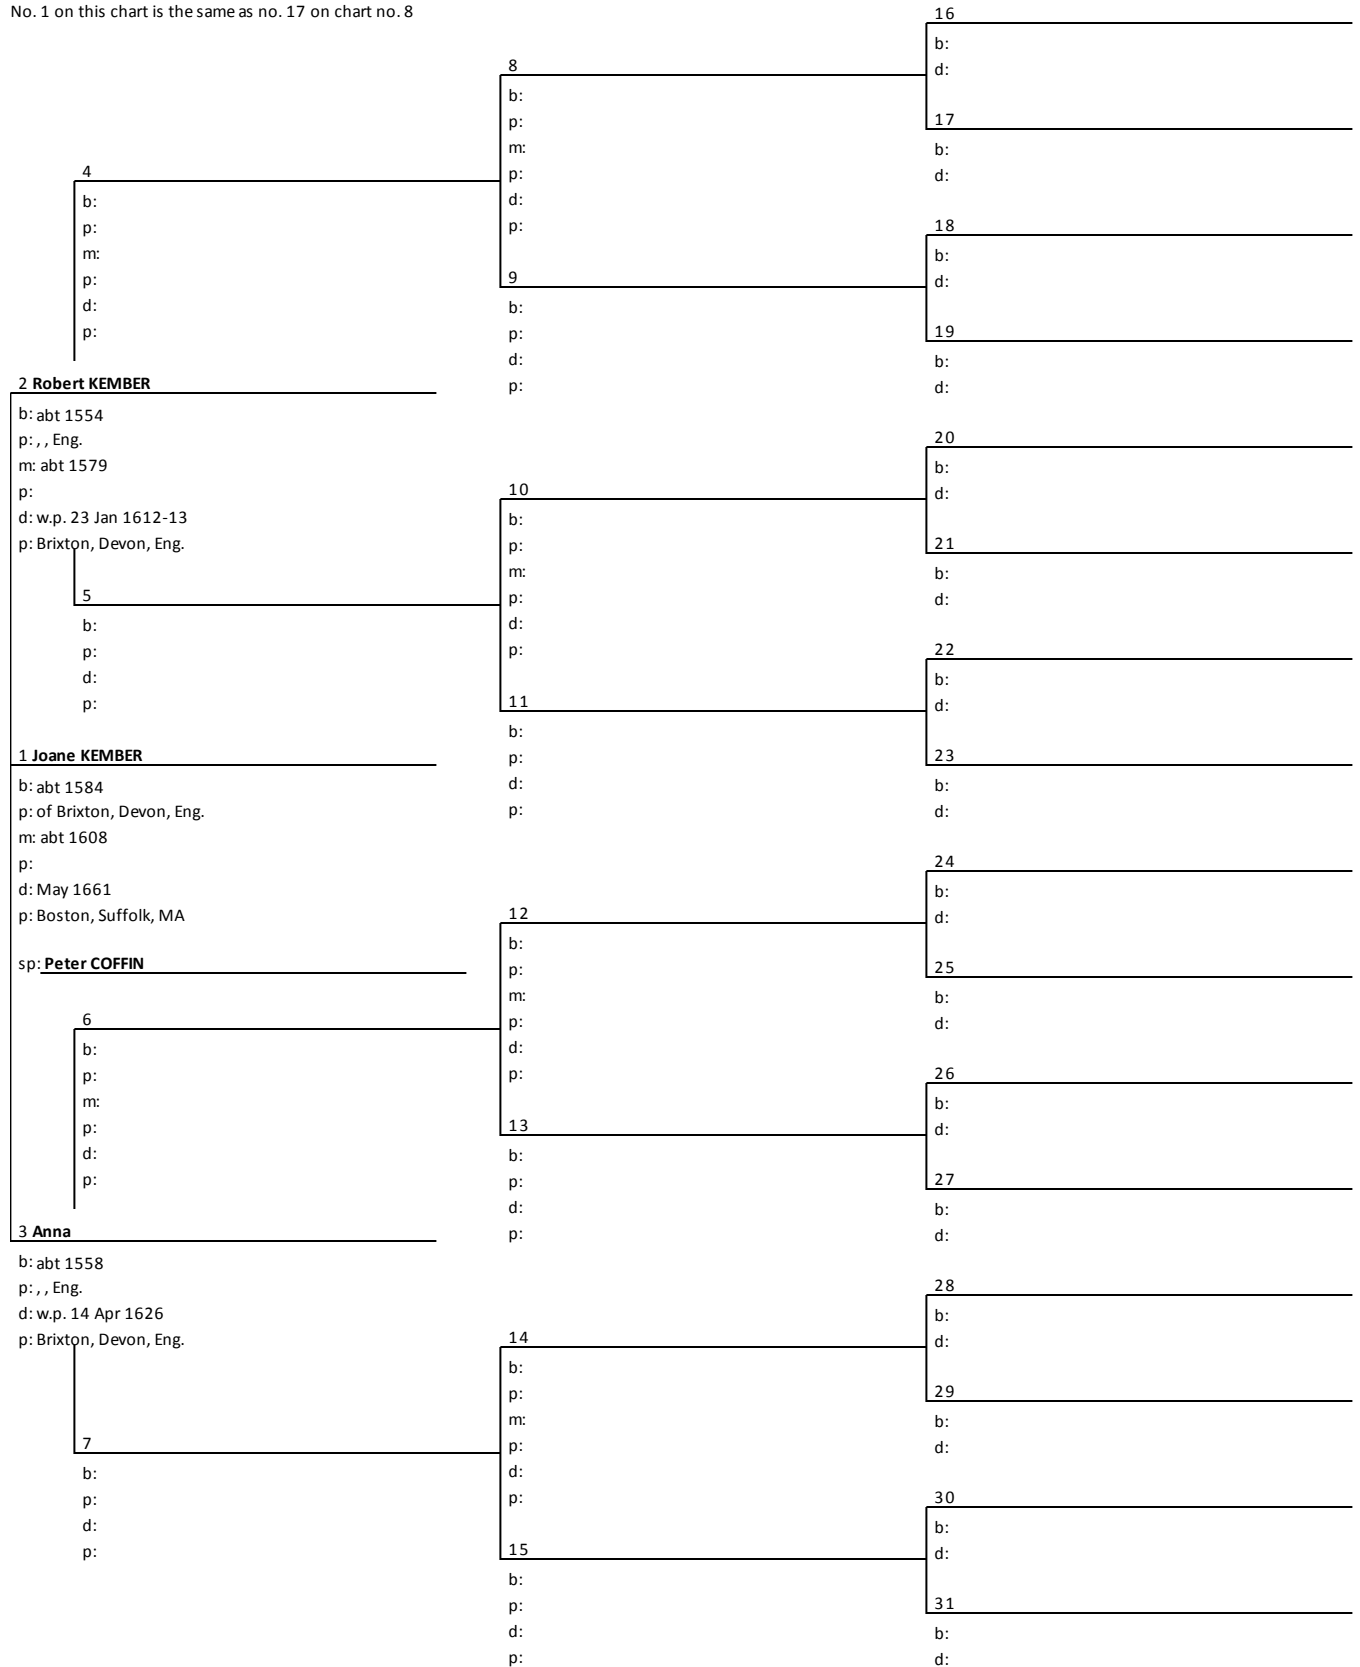 No. 1 on this chart is the same as no. 17 on chart no. 8
4
b:
p:
m:
p:
d:
p:
2 Robert KEMBER
b: abt 1554
p: , , Eng.
m: abt 1579
p:
d: w.p. 23 Jan 1612-13
p: Brixton, Devon, Eng.
5
b:
p:
d:
p:
1 Joane KEMBER
b: abt 1584
p: of Brixton, Devon, Eng.
m: abt 1608
p:
d: May 1661
p: Boston, Suffolk, MA
sp: Peter COFFIN
6
b:
p:
m:
p:
d:
p:
3 Anna
b: abt 1558
p: , , Eng.
d: w.p. 14 Apr 1626
p: Brixton, Devon, Eng.
7
b:
p:
d:
p:
8
b:
p:
m:
p:
d:
p:
9
b:
p:
d:
p:
10
b:
p:
m:
p:
d:
p:
11
b:
p:
d:
p:
12
b:
p:
m:
p:
d:
p:
13
b:
p:
d:
p:
14
b:
p:
m:
p:
d:
p:
15
b:
p:
d:
p:
16
b:
d:
17
b:
d:
18
b:
d:
19
b:
d:
20
b:
d:
21
b:
d:
22
b:
d:
23
b:
d:
24
b:
d:
25
b:
d:
26
b:
d:
27
b:
d:
28
b:
d:
29
b:
d:
30
b:
d:
31
b:
d: